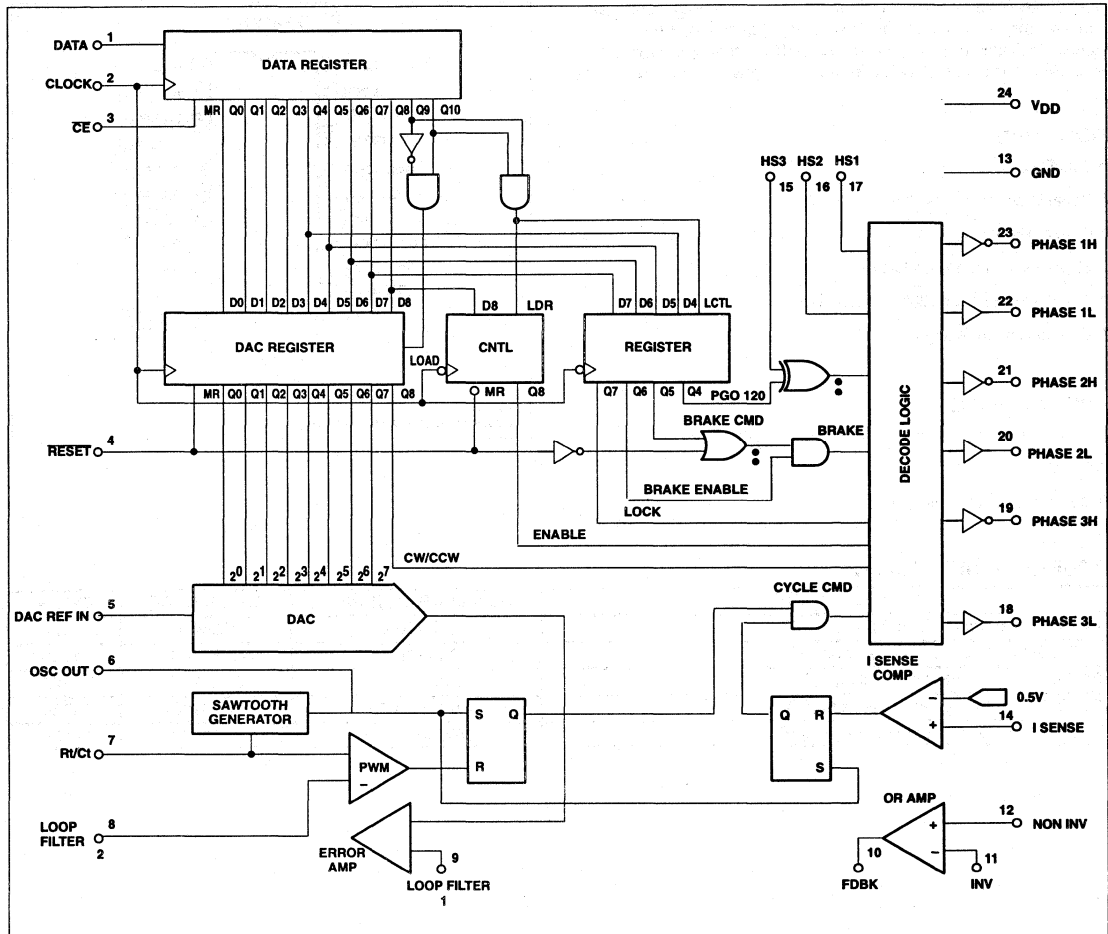 DATA 1
DATA REGISTER
CLOCK 2
MR Q0 Q1 Q2 Q3 Q4 Q5 Q6 Q7 Q8 Q9 Q10
CE 3
24 VDD
HS3 HS2 HS1
15 16 17
13 GND
23 PHASE 1H
D0 D1 D2 D3 D4 D5 D6 D7 D8
D8 LDR
D7 D6 D5 D4 LCTL
22 PHASE 1L
DAC REGISTER
LOAD
CNTL
REGISTER
21 PHASE 2H
MR Q0 Q1 Q2 Q3 Q4 Q5 Q6 Q7 Q8
MR Q8
Q7 Q6 Q5 Q4
PGO 120
DECODE LOGIC
BRAKE CMD
BRAKE
RESET 4
20 PHASE 2L
BRAKE ENABLE
LOCK
19 PHASE 3H
ENABLE
CW/CCW
2^0 2^1 2^2 2^3 2^4 2^5 2^6 2^7
CYCLE CMD
DAC REF IN 5
DAC
18 PHASE 3L
OSC OUT 6
I SENSE
COMP
SAWTOOTH
GENERATOR
S Q
R
Q R
S
−
+
0.5V
14 I SENSE
Rt/Ct 7
PWM
−
OR AMP
LOOP
FILTER
2
8
ERROR
AMP
9
LOOP FILTER
1
+
−
12 NON INV
10
FDBK
11
INV